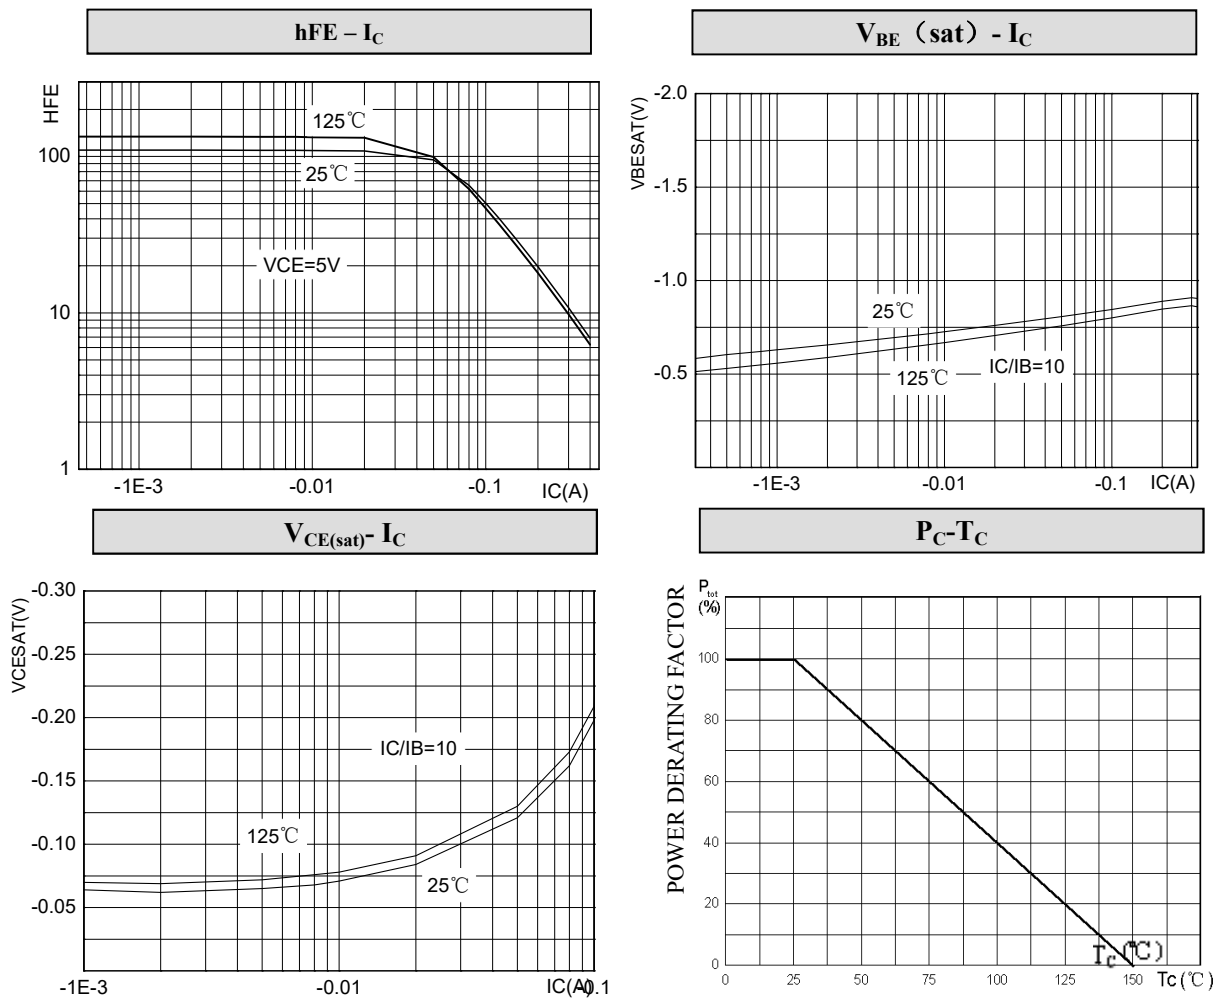 hFE – IC
HFE
125℃
100
25℃
VCE=5V
10
1
-1E-3
-0.01
-0.1
IC(A)
VBE（sat）- IC
VBESAT(V)
-2.0
-1.5
-1.0
25℃
125℃
IC/IB=10
-0.5
-1E-3
-0.01
-0.1
IC(A)
VCE(sat)- IC
VCESAT(V)
-0.30
-0.25
-0.20
IC/IB=10
-0.15
125℃
-0.10
25℃
-0.05
-1E-3
-0.01
IC(A)
-0.1
PC-TC
Ptot
(%)
POWER DERATING FACTOR
100
80
60
40
20
0
Tc(℃)
0
25
50
75
100
125
150
Tc(℃)